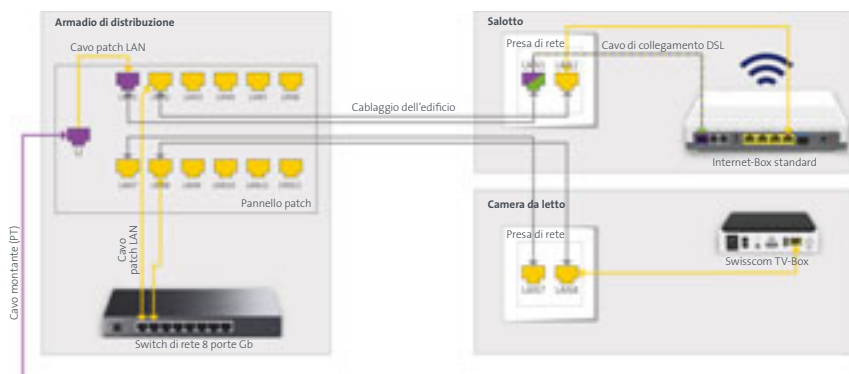 Armadio di distribuzione
Cavo patch LAN
Cablaggio dell'edificio
Pannello patch
Cavo
patch LAN
Switch di rete 8 porte Gb
Cavo montante (PT)
Salotto
Presa di rete
Cavo di collegamento DSL
Internet-Box standard
Camera da letto
Presa di rete
Swisscom TV-Box